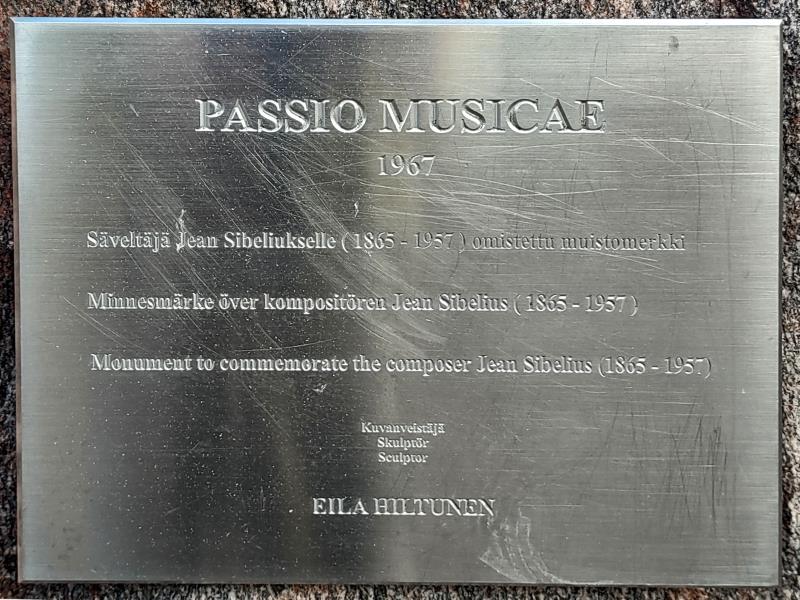 PASSIO MUSICAE
1967
Säveltäjä Jean Sibeliukselle ( 1865 - 1957 ) omistettu muistomerkki
Minnesmärke över kompositören Jean Sibelius ( 1865 - 1957 )
Monument to commemorate the composer Jean Sibelius (1865 - 1957)
Kuvanveistäjä
Skulptör
Sculptor
EILA HILTUNEN